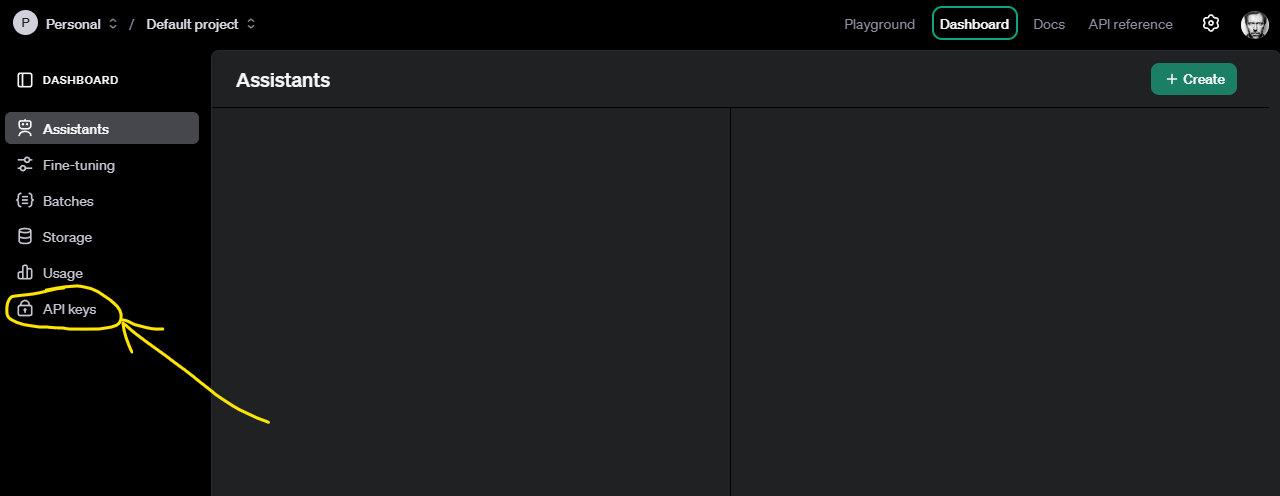 P Personal / Default project Playground Dashboard Docs API reference
DASHBOARD
Assistants + Create
Assistants
Fine-tuning
Batches
Storage
Usage
API keys